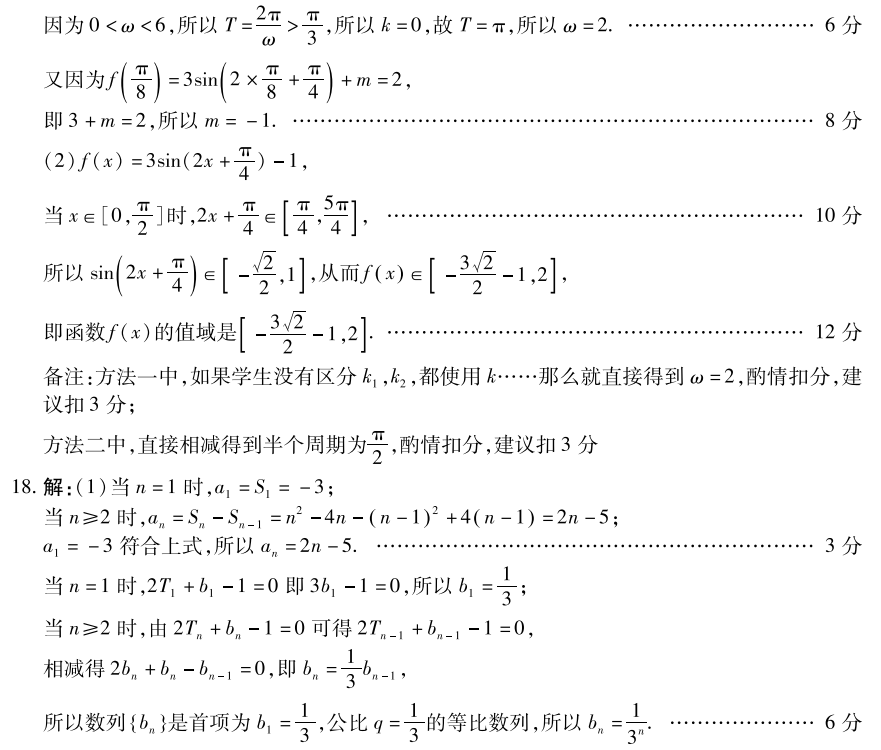 因为 0 < ω < 6,所以 T = 2π/ω > π/3,所以 k = 0,故 T = π,所以 ω = 2. ………………………… 6 分
又因为 f(π/8) = 3sin(2 × π/8 + π/4) + m = 2,
即 3 + m = 2,所以 m = −1. ………………………………………………………………… 8 分
(2) f(x) = 3sin(2x + π/4) − 1,
当 x ∈ [0, π/2] 时, 2x + π/4 ∈ [π/4, 5π/4], …………………………………………………… 10 分
所以 sin(2x + π/4) ∈ [−√2/2, 1],从而 f(x) ∈ [−3√2/2 − 1, 2],
即函数 f(x) 的值域是 [−3√2/2 − 1, 2]. …………………………………………………… 12 分
备注:方法一中,如果学生没有区分 k₁,k₂,都使用 k……那么就直接得到 ω = 2,酌情扣分,建
议扣 3 分;
方法二中,直接相减得到半个周期为 π/2,酌情扣分,建议扣 3 分
18. 解:(1)当 n = 1 时, a₁ = S₁ = −3;
当 n ≥ 2 时, aₙ = Sₙ − Sₙ₋₁ = n² − 4n − (n − 1)² + 4(n − 1) = 2n − 5;
a₁ = −3 符合上式,所以 aₙ = 2n − 5. ……………………………………………………… 3 分
当 n = 1 时, 2T₁ + b₁ − 1 = 0 即 3b₁ − 1 = 0,所以 b₁ = 1/3;
当 n ≥ 2 时,由 2Tₙ + bₙ − 1 = 0 可得 2Tₙ₋₁ + bₙ₋₁ − 1 = 0,
相减得 2bₙ + bₙ − bₙ₋₁ = 0,即 bₙ = 1/3 bₙ₋₁,
所以数列{bₙ}是首项为 b₁ = 1/3,公比 q = 1/3 的等比数列,所以 bₙ = 1/3ⁿ. ………………… 6 分